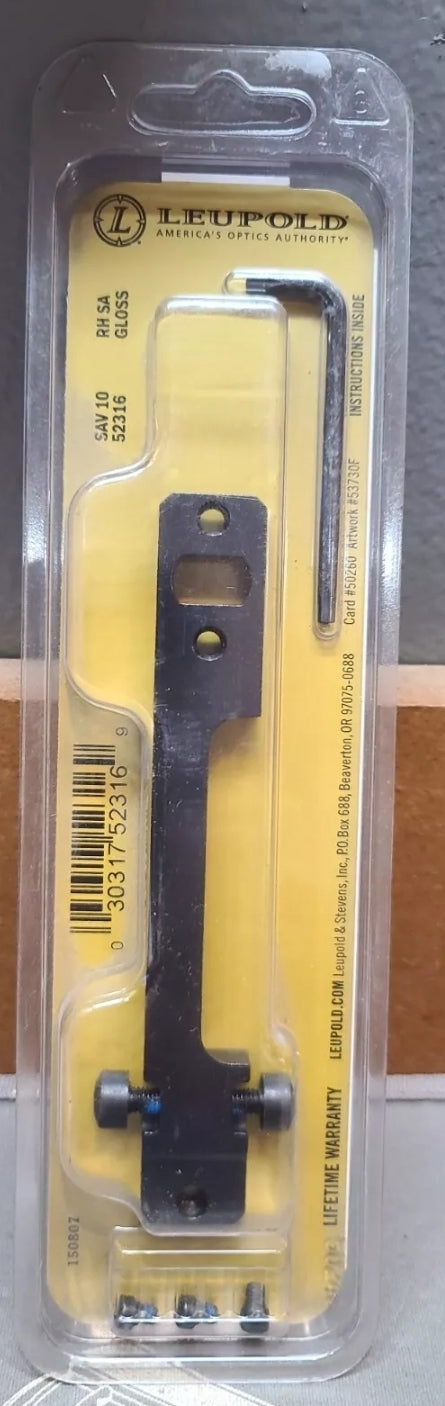 LEUPOLD®
AMERICA'S OPTICS AUTHORITY®
RH SA
GLOSS
SAV 10
52316
INSTRUCTIONS INSIDE
Card #50260 Artwork #53730F
0 30317 52316 9
LIFETIME WARRANTY LEUPOLD.COM Leupold & Stevens, Inc., P.O. Box 688, Beaverton, OR 97075-0688
150807